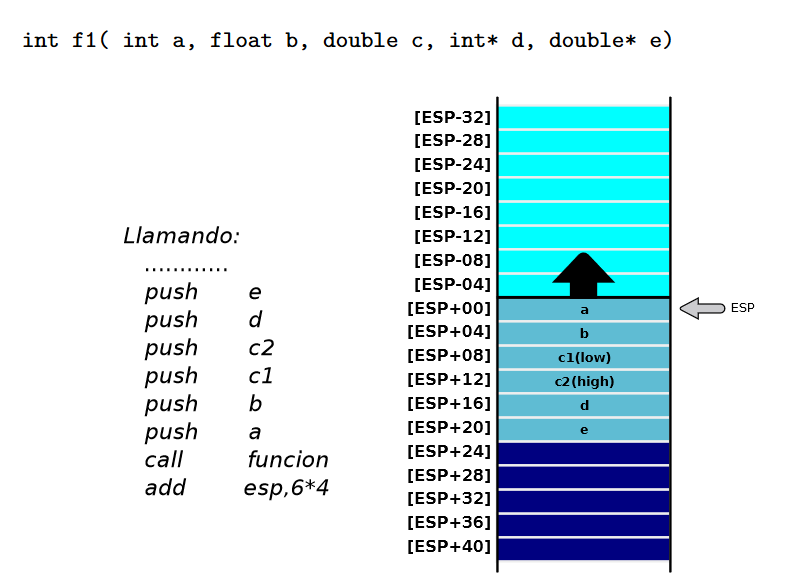 int f1( int a, float b, double c, int* d, double* e)
Llamando:
............
push e
push d
push c2
push c1
push b
push a
call funcion
add esp,6*4
[ESP-32]
[ESP-28]
[ESP-24]
[ESP-20]
[ESP-16]
[ESP-12]
[ESP-08]
[ESP-04]
[ESP+00] a ESP
[ESP+04] b
[ESP+08] c1(low)
[ESP+12] c2(high)
[ESP+16] d
[ESP+20] e
[ESP+24]
[ESP+28]
[ESP+32]
[ESP+36]
[ESP+40]